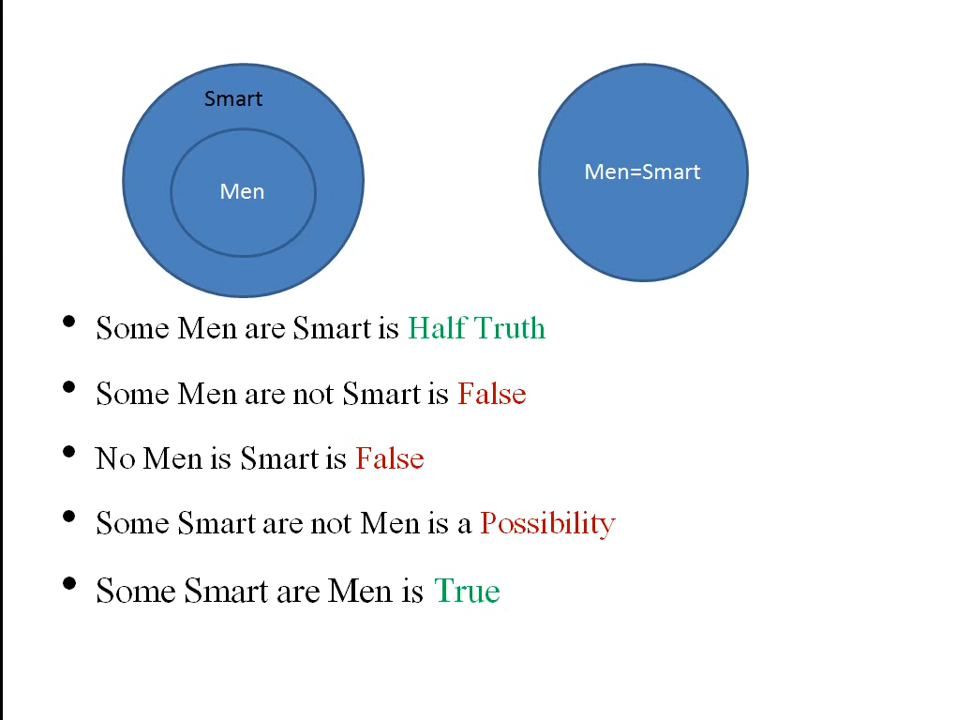 Smart
Men
Men=Smart
• Some Men are Smart is Half Truth
• Some Men are not Smart is False
• No Men is Smart is False
• Some Smart are not Men is a Possibility
• Some Smart are Men is True